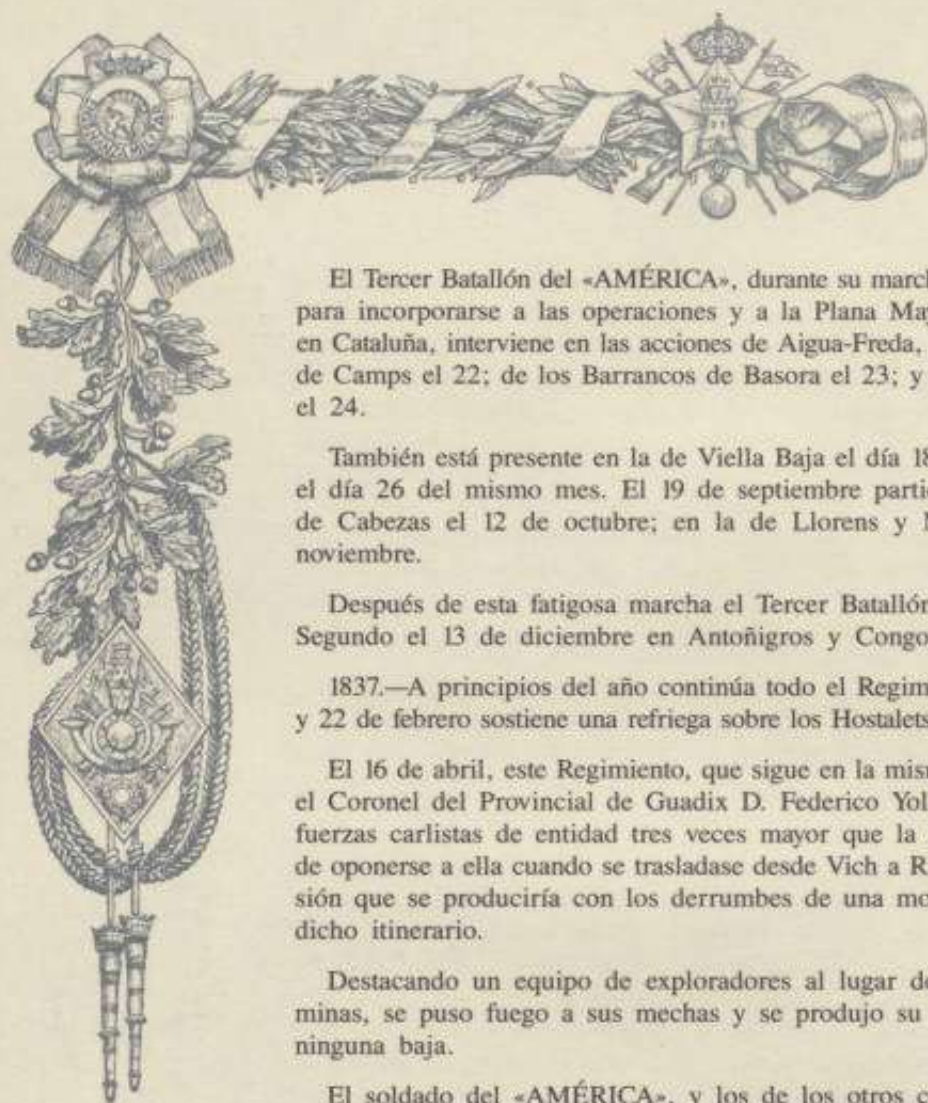 El Tercer Batallón del «AMÉRICA», durante su march
para incorporarse a las operaciones y a la Plana May
en Cataluña, interviene en las acciones de Aigua-Freda,
de Camps el 22; de los Barrancos de Basora el 23; y
el 24.
También está presente en la de Viella Baja el día 18
el día 26 del mismo mes. El 19 de septiembre partic
de Cabezas el 12 de octubre; en la de Llorens y
noviembre.
Después de esta fatigosa marcha el Tercer Batallón
Segundo el 13 de diciembre en Antoñigros y Congo
1837.—A principios del año continúa todo el Regim
y 22 de febrero sostiene una refriega sobre los Hostalets
El 16 de abril, este Regimiento, que sigue en la misn
el Coronel del Provincial de Guadix D. Federico Yol
fuerzas carlistas de entidad tres veces mayor que la
de oponerse a ella cuando se trasladase desde Vich a R
sión que se produciría con los derrumbes de una mo
dicho itinerario.
Destacando un equipo de exploradores al lugar de
minas, se puso fuego a sus mechas y se produjo su
ninguna baja.
El soldado del «AMÉRICA», y los de los otros c